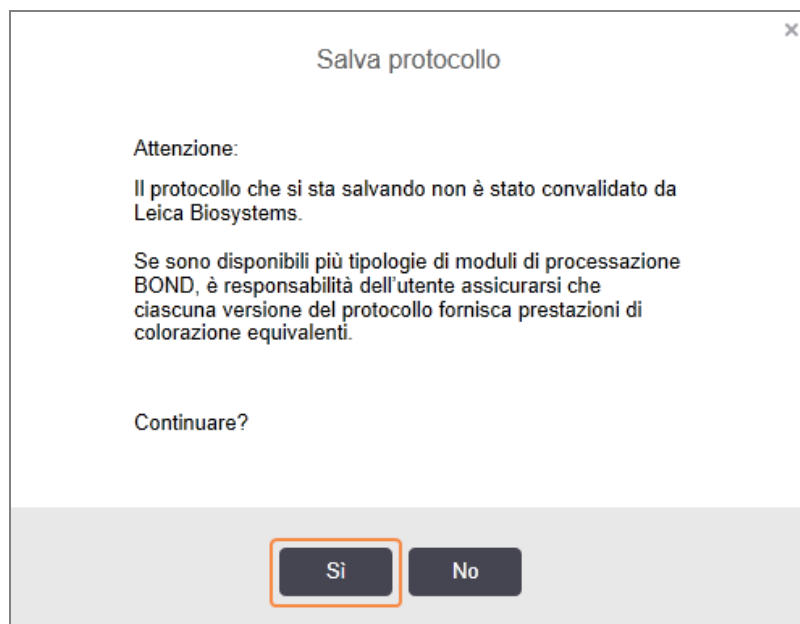 Salva protocollo
Attenzione:
Il protocollo che si sta salvando non è stato convalidato da
Leica Biosystems.
Se sono disponibili più tipologie di moduli di processazione
BOND, è responsabilità dell'utente assicurarsi che
ciascuna versione del protocollo fornisca prestazioni di
colorazione equivalenti.
Continuare?
Sì
No